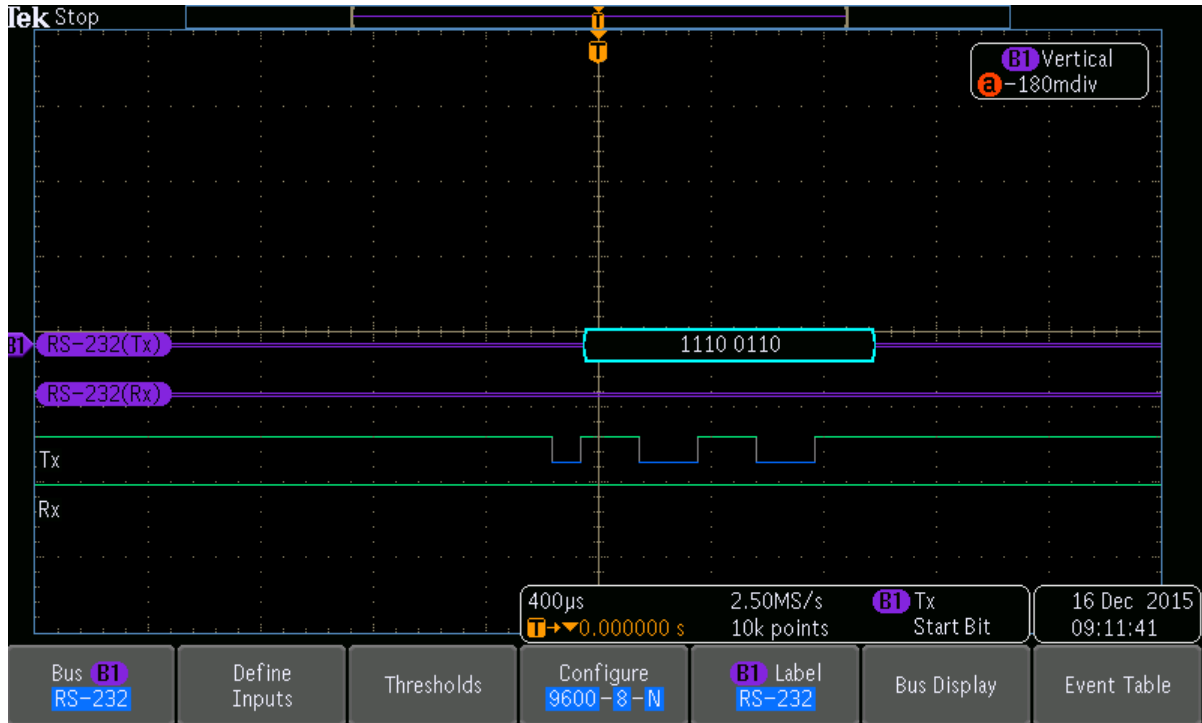 Tek Stop
T
T
B1 Vertical
a -180mdiv
B1 RS-232(Tx) 1110 0110
RS-232(Rx)
Tx
Rx
400µs 2.50MS/s B1 Tx 16 Dec 2015
T→▼0.000000 s 10k points Start Bit 09:11:41
Bus B1 Define Thresholds Configure B1 Label Bus Display Event Table
RS-232 Inputs 9600-8-N RS-232